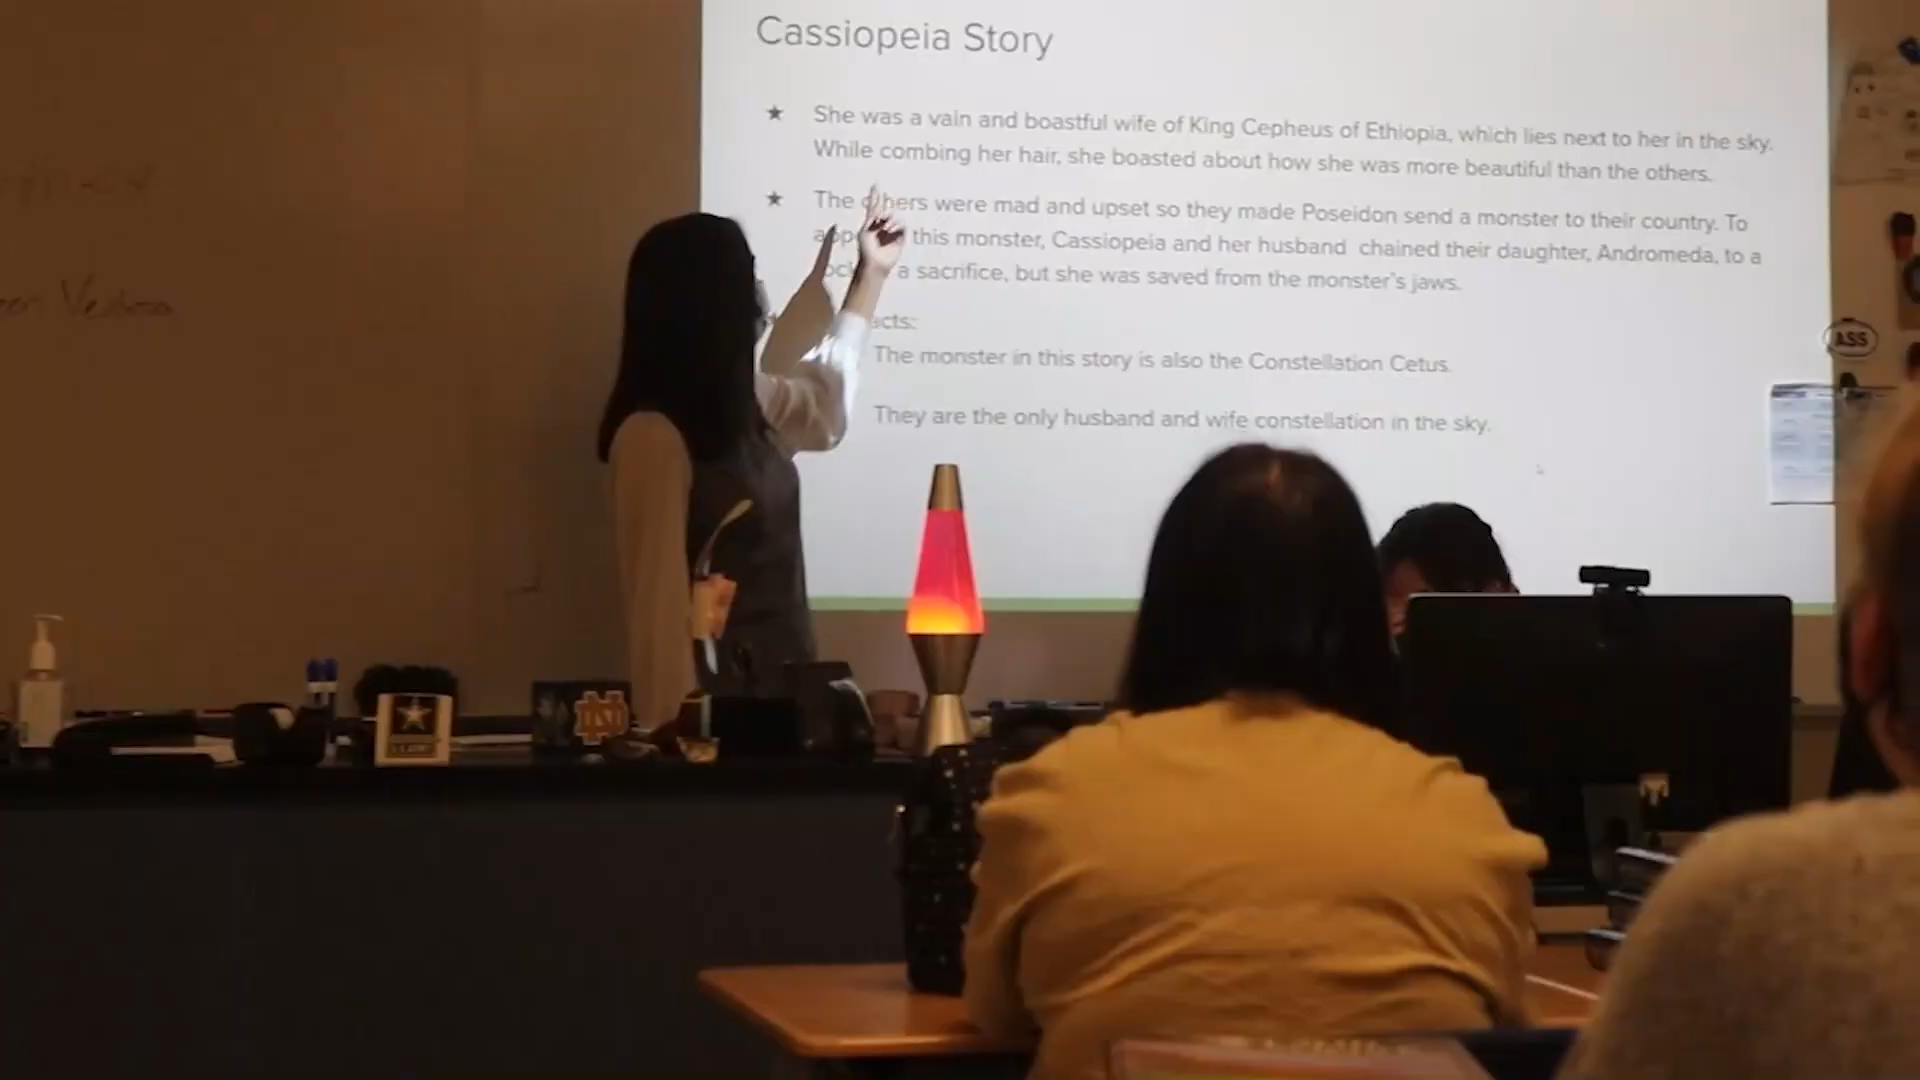 Cassiopeia Story
She was a vain and boastful wife of King Cepheus of Ethiopia, which lies next to her in the sky.
While combing her hair, she boasted about how she was more beautiful than the others.
The others were mad and upset so they made Poseidon send a monster to their country. To
this monster, Cassiopeia and her husband chained their daughter, Andromeda, to a
a sacrifice, but she was saved from the monster's jaws.
The monster in this story is also the Constellation Cetus.
They are the only husband and wife constellation in the sky.
ASS